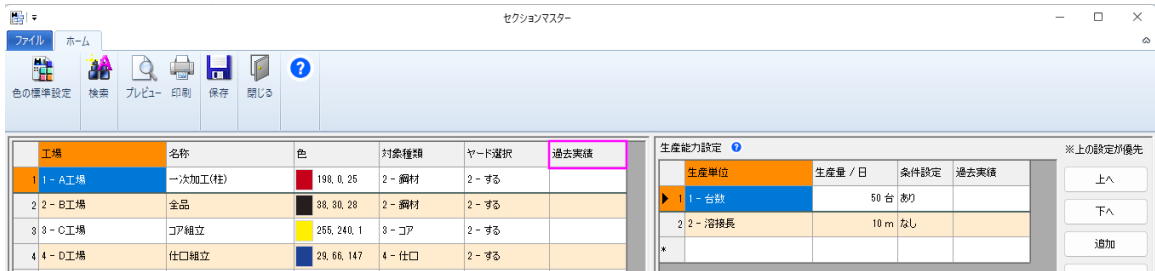 セクションマスター
ファイル ホーム
色の標準設定 検索 プレビュー 印刷 保存 閉じる
工場 名称 色 対象種類 ヤード選択 過去実績
1 1 - A工場 一次加工(柱) 198, 0, 25 2 - 鋼材 2 - する
2 2 - B工場 全品 38, 30, 28 2 - 鋼材 2 - する
3 3 - C工場 コア組立 255, 240, 1 3 - コア 2 - する
4 4 - D工場 仕口組立 29, 66, 147 4 - 仕口 2 - する
生産能力設定 ?
※上の設定が優先
生産単位 生産量 / 日 条件設定 過去実績
1 1 - 台数 50 台 あり
2 2 - 溶接長 10 m なし
*
上へ
下へ
追加